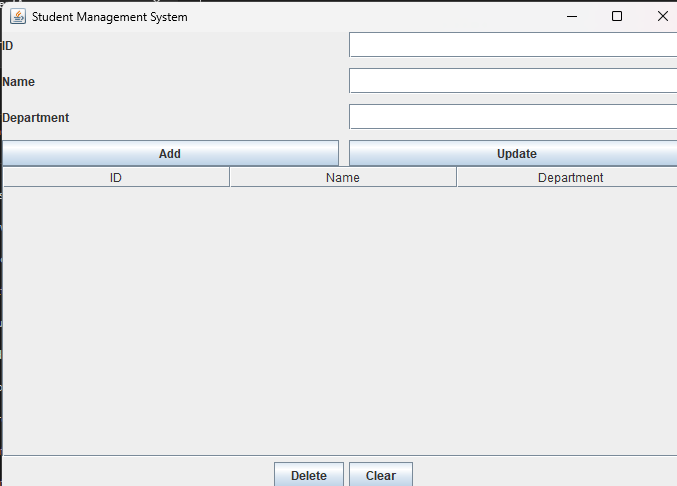 Student Management System
ID
Name
Department
Add Update
ID Name Department
Delete Clear